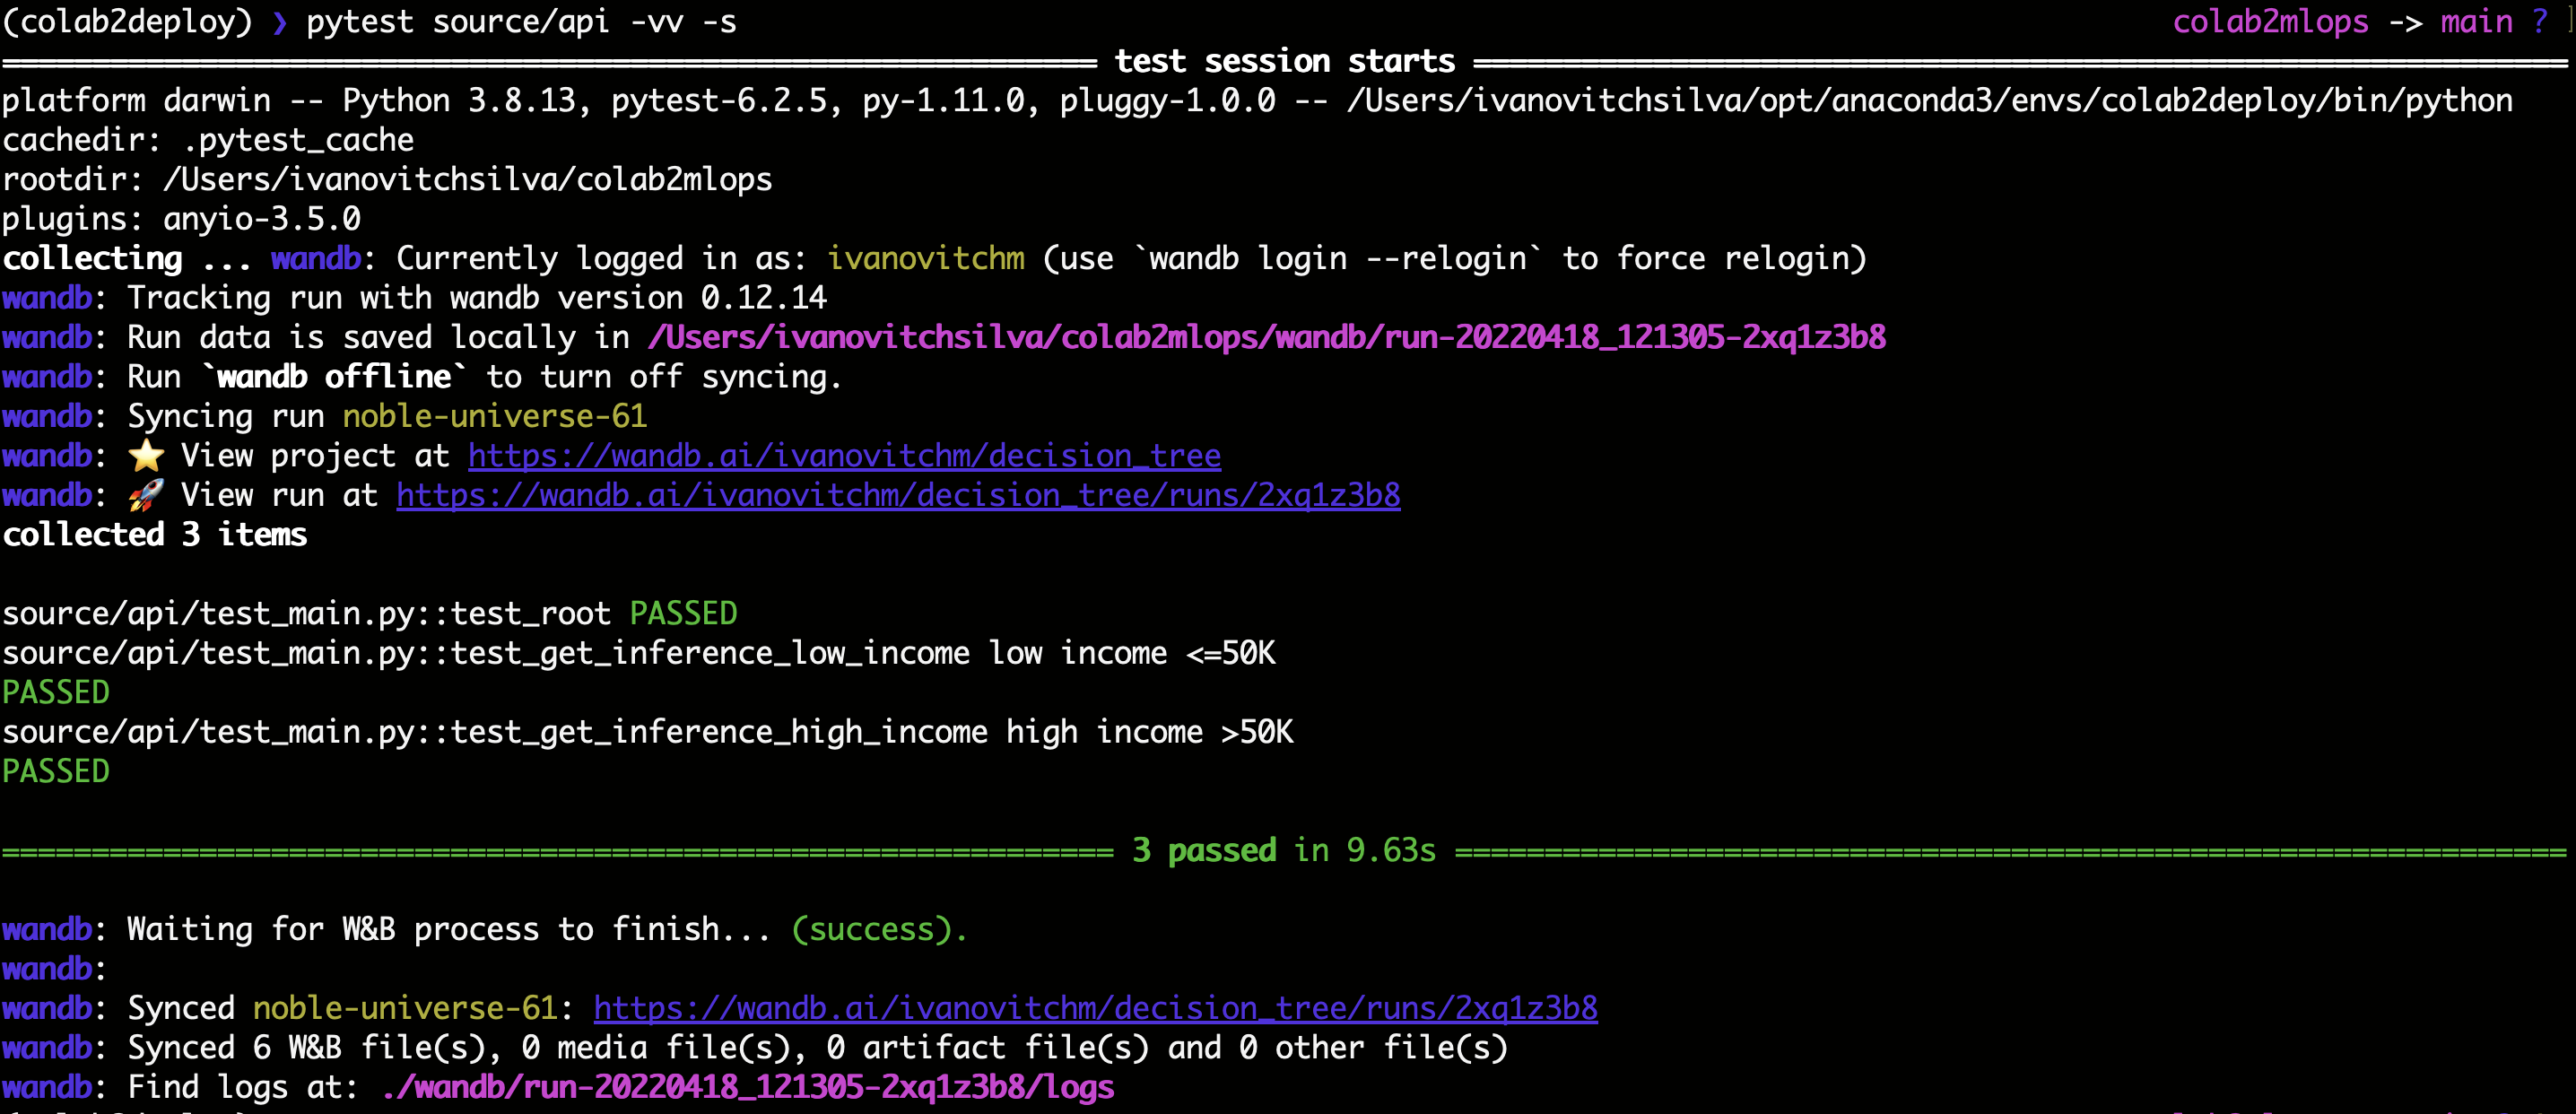 (colab2deploy) ❯ pytest source/api -vv -s colab2mlops -> main ?
============================================================= test session starts =============================================================
platform darwin -- Python 3.8.13, pytest-6.2.5, py-1.11.0, pluggy-1.0.0 -- /Users/ivanovitchsilva/opt/anaconda3/envs/colab2deploy/bin/python
cachedir: .pytest_cache
rootdir: /Users/ivanovitchsilva/colab2mlops
plugins: anyio-3.5.0
collecting ... wandb: Currently logged in as: ivanovitchm (use `wandb login --relogin` to force relogin)
wandb: Tracking run with wandb version 0.12.14
wandb: Run data is saved locally in /Users/ivanovitchsilva/colab2mlops/wandb/run-20220418_121305-2xq1z3b8
wandb: Run `wandb offline` to turn off syncing.
wandb: Syncing run noble-universe-61
wandb: ⭐ View project at https://wandb.ai/ivanovitchm/decision_tree
wandb: 🚀 View run at https://wandb.ai/ivanovitchm/decision_tree/runs/2xq1z3b8
collected 3 items
source/api/test_main.py::test_root PASSED
source/api/test_main.py::test_get_inference_low_income low income <=50K
PASSED
source/api/test_main.py::test_get_inference_high_income high income >50K
PASSED
============================================================== 3 passed in 9.63s ==============================================================
wandb: Waiting for W&B process to finish... (success).
wandb:
wandb: Synced noble-universe-61: https://wandb.ai/ivanovitchm/decision_tree/runs/2xq1z3b8
wandb: Synced 6 W&B file(s), 0 media file(s), 0 artifact file(s) and 0 other file(s)
wandb: Find logs at: ./wandb/run-20220418_121305-2xq1z3b8/logs